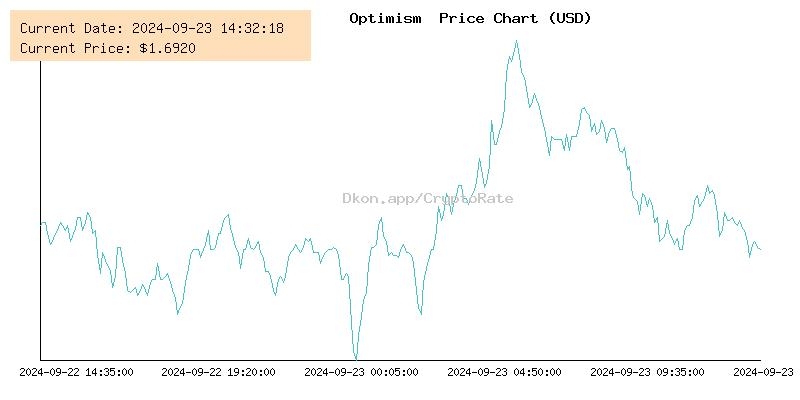 Optimism  Price Chart (USD)
Current Date: 2024-09-23 14:32:18
Current Price: $1.6920
Dkon.app/CryptoRate
2024-09-22 14:35:00 2024-09-22 19:20:00 2024-09-23 00:05:00 2024-09-23 04:50:00 2024-09-23 09:35:00 2024-09-23